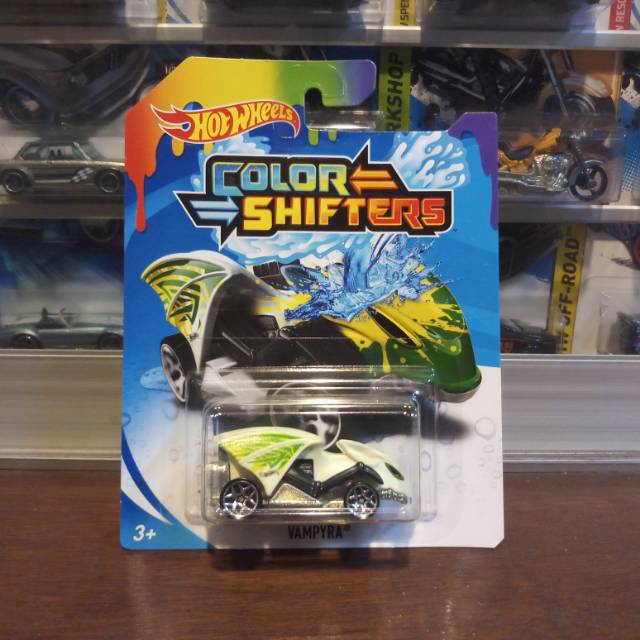 HOT WHEELS
COLOR
SHIFTERS
VAMPYRA®
3+
OFF-ROAD